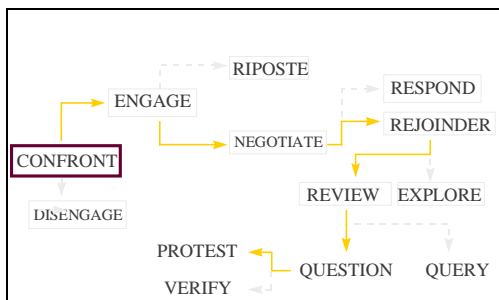 RIPOSTE
RESPOND
ENGAGE
REJOINDER
NEGOTIATE
CONFRONT
REVIEW EXPLORE
DISENGAGE
PROTEST
QUESTION QUERY
VERIFY